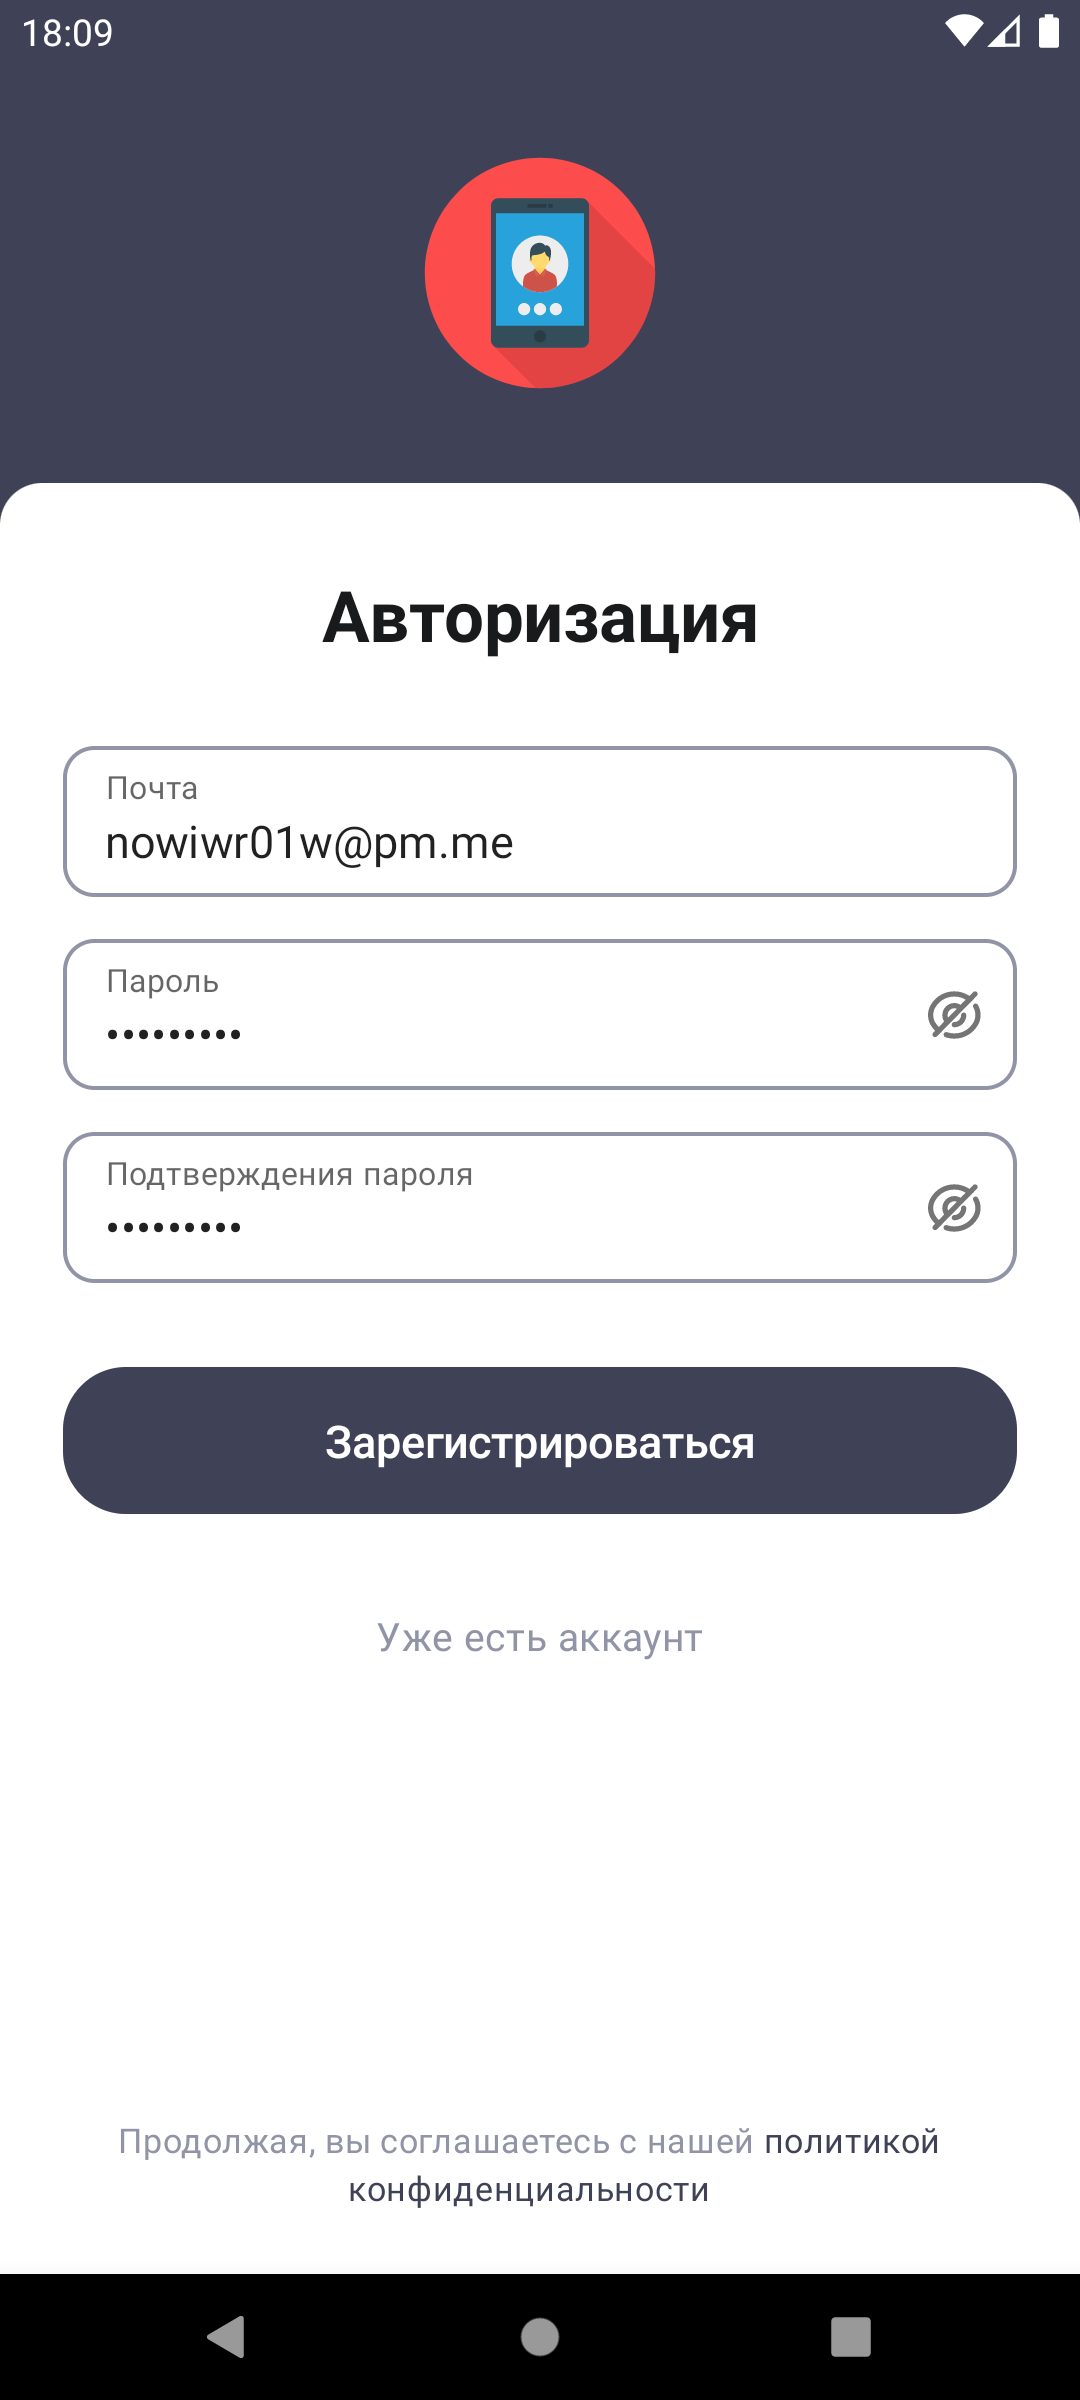 18:09
Авторизация
Почта
nowiwr01w@pm.me
Пароль
•••••••••
Подтверждения пароля
•••••••••
Зарегистрироваться
Уже есть аккаунт
Продолжая, вы соглашаетесь с нашей политикой
конфиденциальности